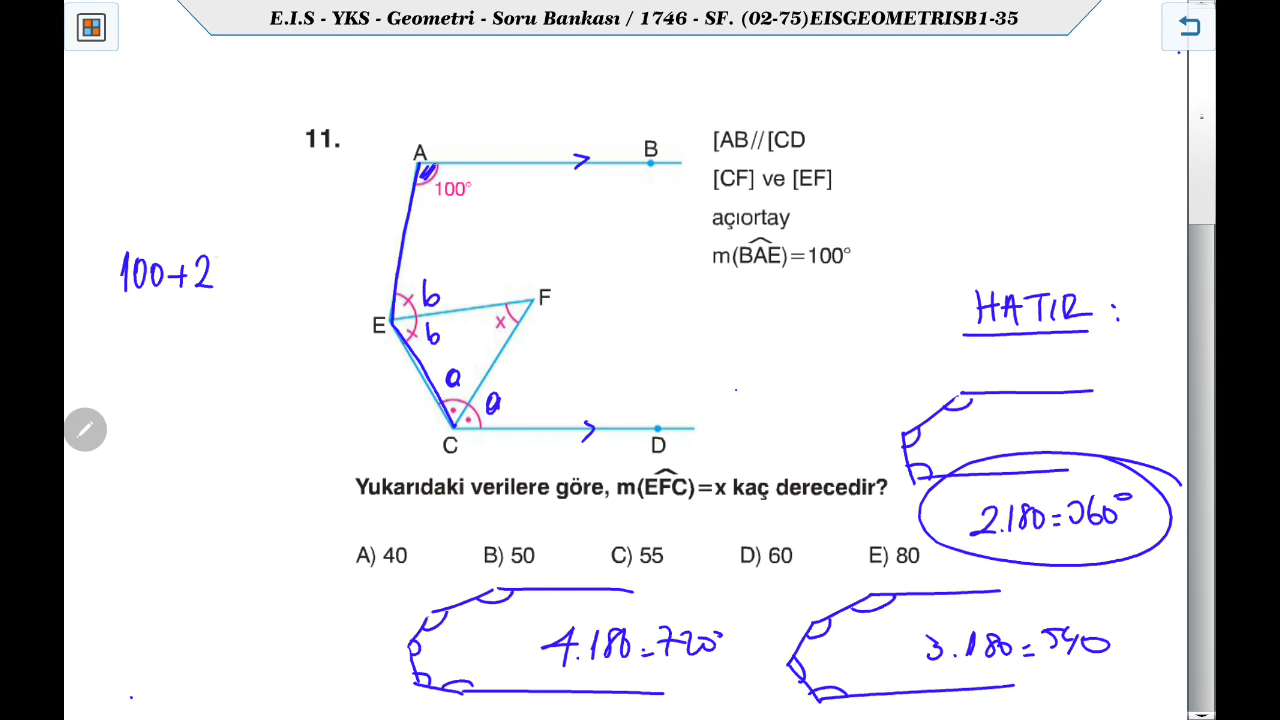 E.I.S - YKS - Geometri - Soru Bankası / 1746 - SF. (02-75)EISGEOMETRISB1-35
11.
A
B
100°
[AB//[CD
[CF] ve [EF]
açıortay
m(BAE)=100°
100+2
b
F
E
b
x
a
a
C
D
HATIR :
2.180=360°
Yukarıdaki verilere göre, m(EFC)=x kaç derecedir?
A) 40 B) 50 C) 55 D) 60 E) 80
4.180=720°
3.180=540